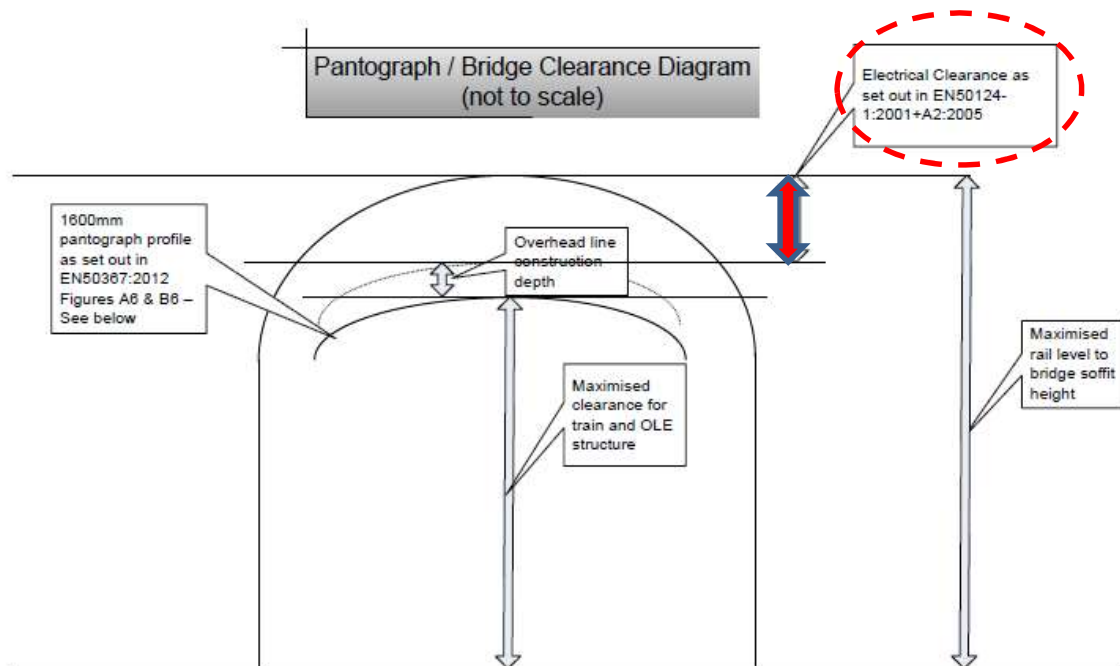 Pantograph / Bridge Clearance Diagram
(not to scale)
Electrical Clearance as
set out in EN50124-
1:2001+A2:2005
1600mm
pantograph profile
as set out in
EN50367:2012
Figures A6 & B6 –
See below
Overhead line
construction
depth
Maximised
clearance for
train and OLE
structure
Maximised
rail level to
bridge soffit
height